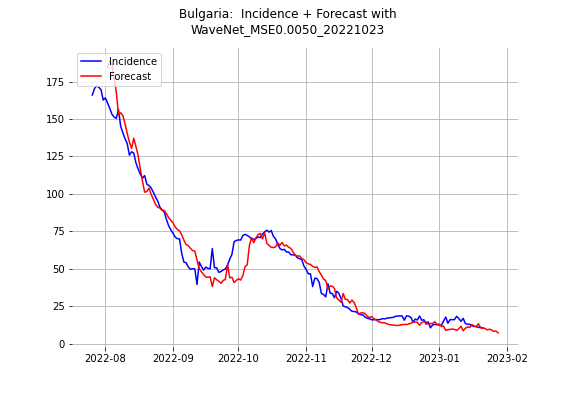 Bulgaria:  Incidence + Forecast with
WaveNet_MSE0.0050_20221023
Incidence
Forecast
175
150
125
100
75
50
25
0
2022-08 2022-09 2022-10 2022-11 2022-12 2023-01 2023-02